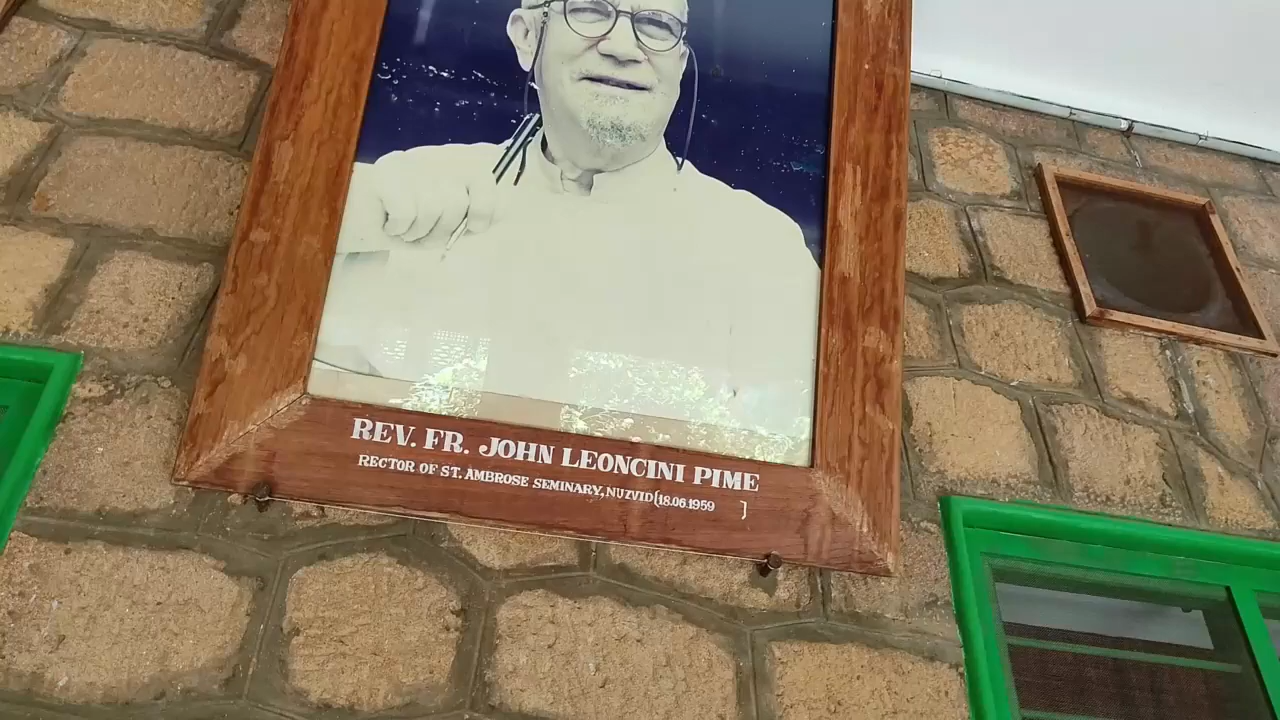 REV. FR. JOHN LEONCINI PIME
RECTOR OF ST. AMBROSE SEMINARY, NUZVID (18.06.1959 )